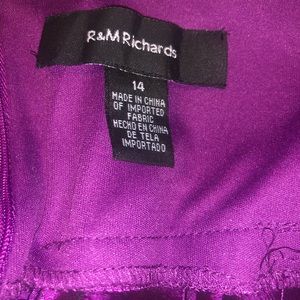 R&M Richards
14
MADE IN CHINA
OF IMPORTED
FABRIC
HECHO EN CHINA
DE TELA
IMPORTADO